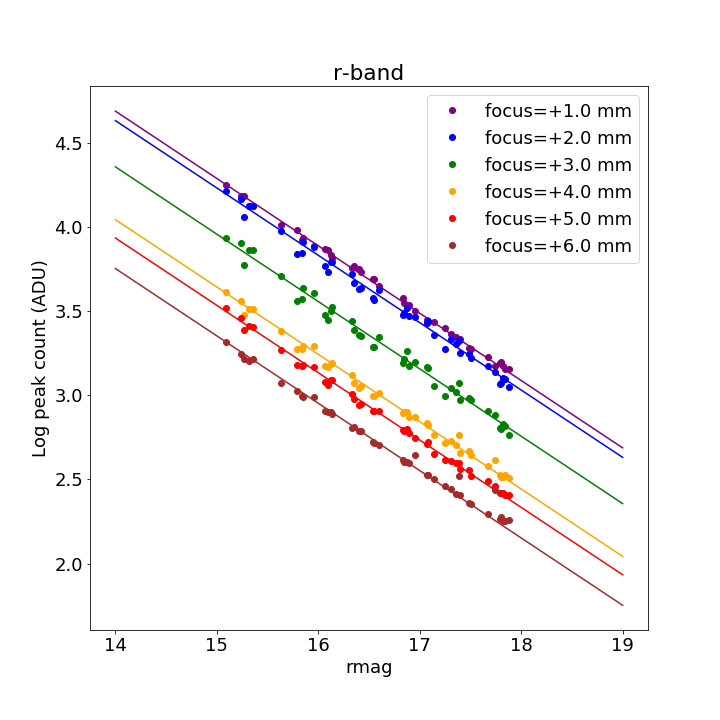 r-band
focus=+1.0 mm
focus=+2.0 mm
focus=+3.0 mm
focus=+4.0 mm
focus=+5.0 mm
focus=+6.0 mm
Log peak count (ADU)
4.5
4.0
3.5
3.0
2.5
2.0
14 15 16 17 18 19
rmag